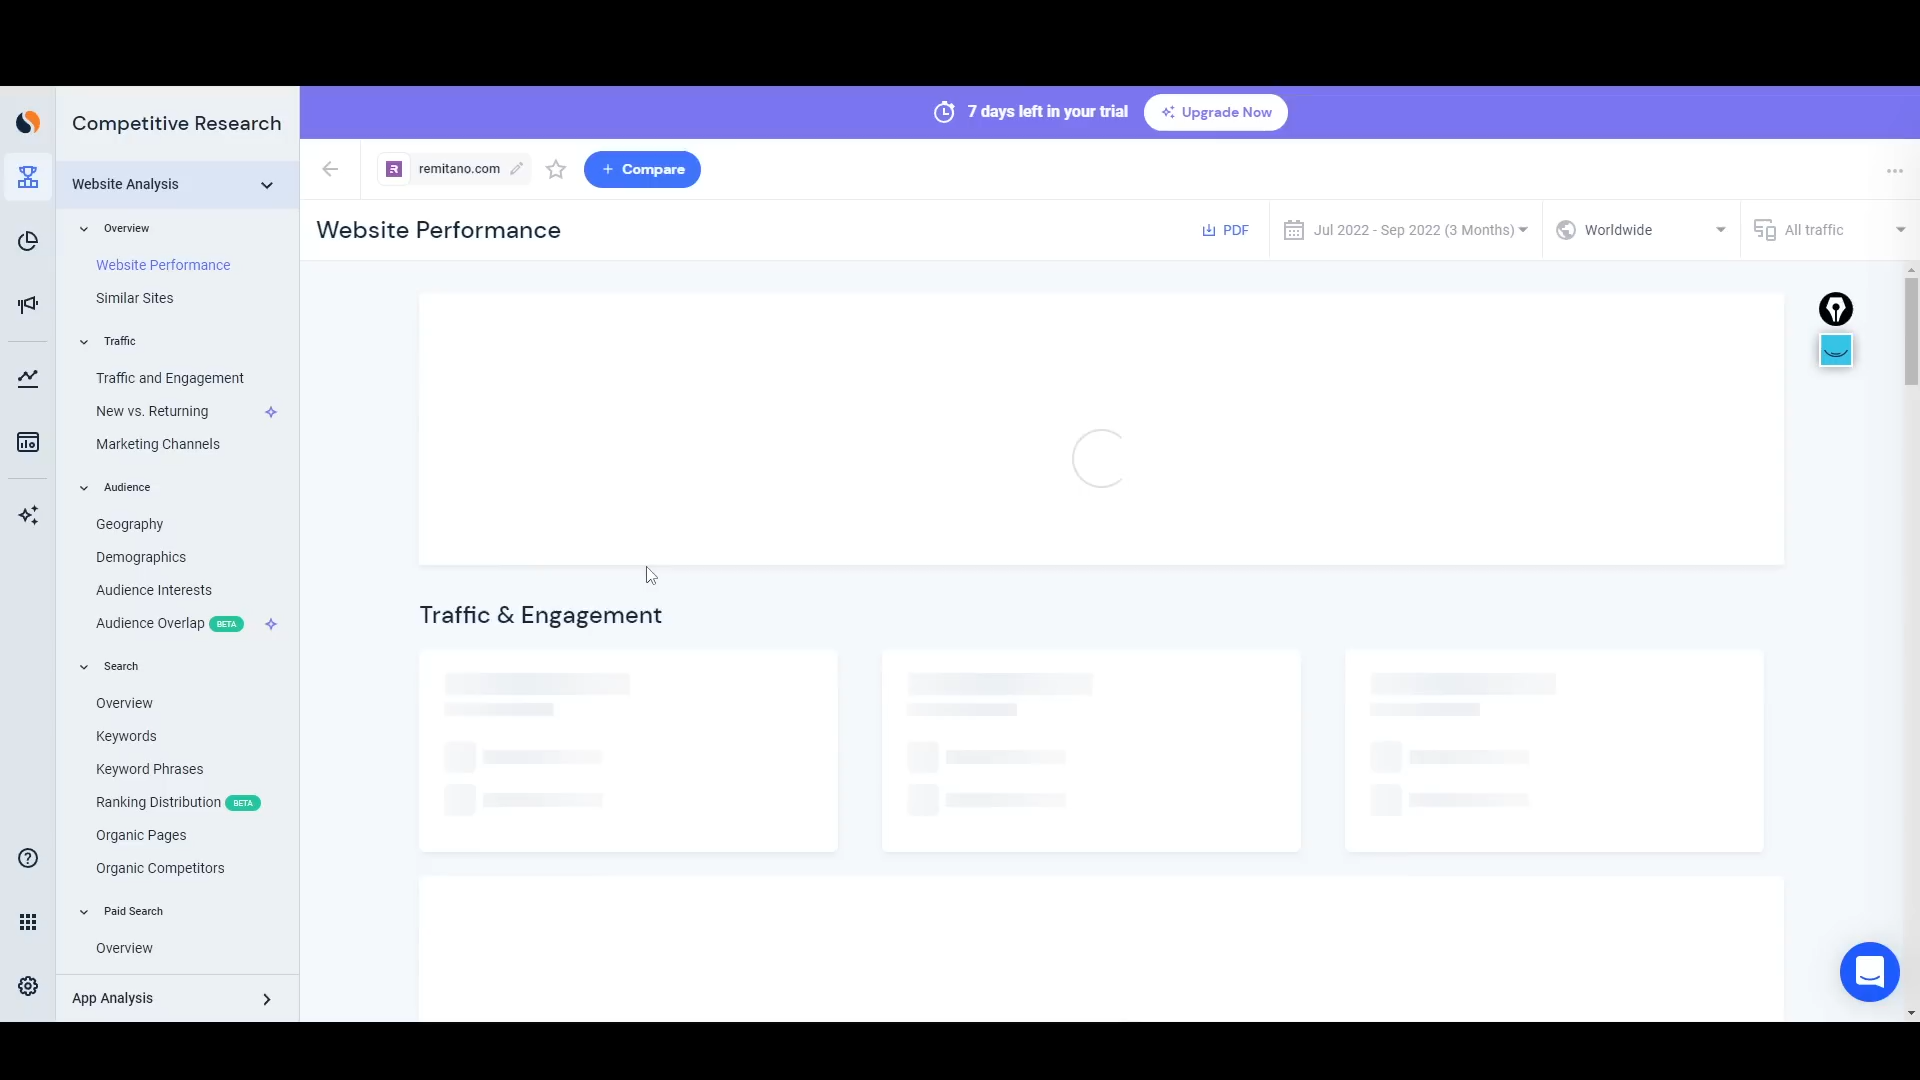 Competitive Research
7 days left in your trial
Upgrade Now
remitano.com
+ Compare
Website Analysis
Website Performance
PDF
Jul 2022 - Sep 2022 (3 Months)
Worldwide
All traffic
Overview
Website Performance
Similar Sites
Traffic
Traffic and Engagement
New vs. Returning
Marketing Channels
Audience
Geography
Demographics
Audience Interests
Audience Overlap BETA
Search
Overview
Keywords
Keyword Phrases
Ranking Distribution BETA
Organic Pages
Organic Competitors
Paid Search
Overview
App Analysis
Traffic & Engagement